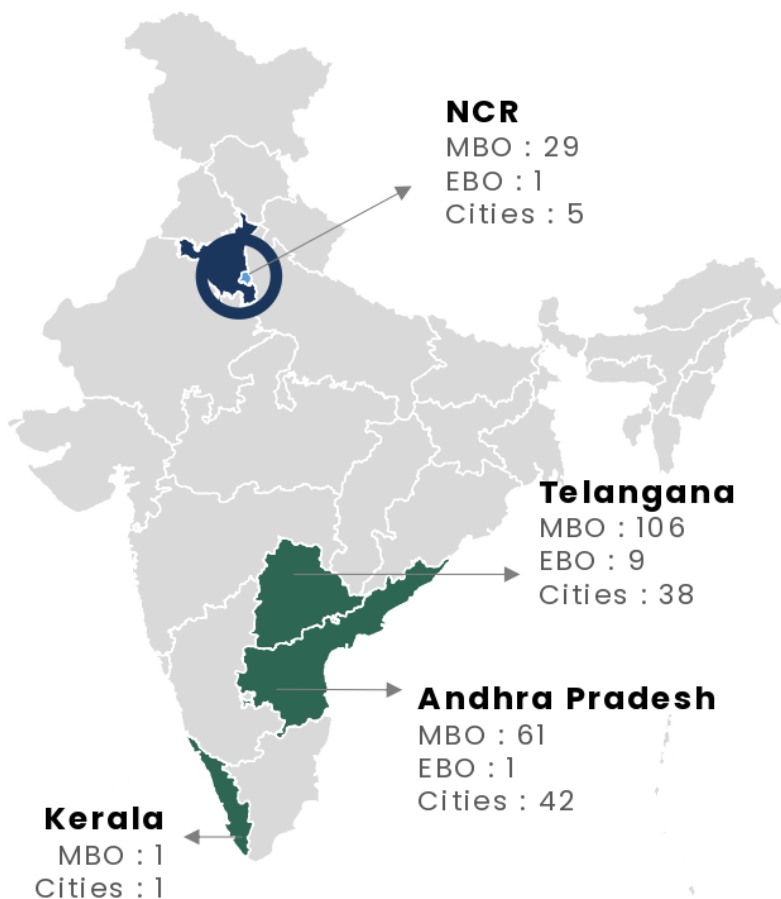 NCR
MBO : 29
EBO : 1
Cities : 5
Telangana
MBO : 106
EBO : 9
Cities : 38
Andhra Pradesh
MBO : 61
EBO : 1
Cities : 42
Kerala
MBO : 1
Cities : 1